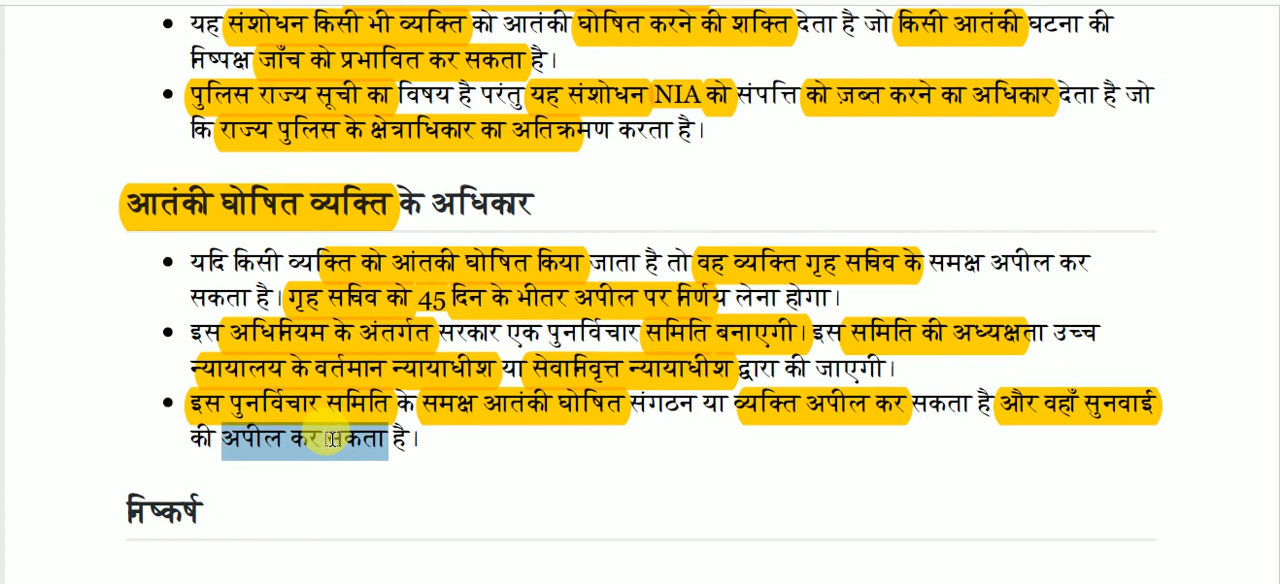 • यह संशोधन किसी भी व्यक्ति को आतंकी घोषित करने की शक्ति देता है जो किसी आतंकी घटना की
निष्पक्ष जाँच को प्रभावित कर सकता है।
• पुलिस राज्य सूची का विषय है परंतु यह संशोधन NIA को संपत्ति को ज़ब्त करने का अधिकार देता है जो
कि राज्य पुलिस के क्षेत्राधिकार का अतिक्रमण करता है।
आतंकी घोषित व्यक्ति के अधिकार
• यदि किसी व्यक्ति को आंतकी घोषित किया जाता है तो वह व्यक्ति गृह सचिव के समक्ष अपील कर
सकता है। गृह सचिव को 45 दिन के भीतर अपील पर निर्णय लेना होगा।
• इस अधिनियम के अंतर्गत सरकार एक पुनर्विचार समिति बनाएगी। इस समिति की अध्यक्षता उच्च
न्यायालय के वर्तमान न्यायाधीश या सेवानिवृत्त न्यायाधीश द्वारा की जाएगी।
• इस पुनर्विचार समिति के समक्ष आतंकी घोषित संगठन या व्यक्ति अपील कर सकता है और वहाँ सुनवाई
की अपील कर सकता है।
निष्कर्ष